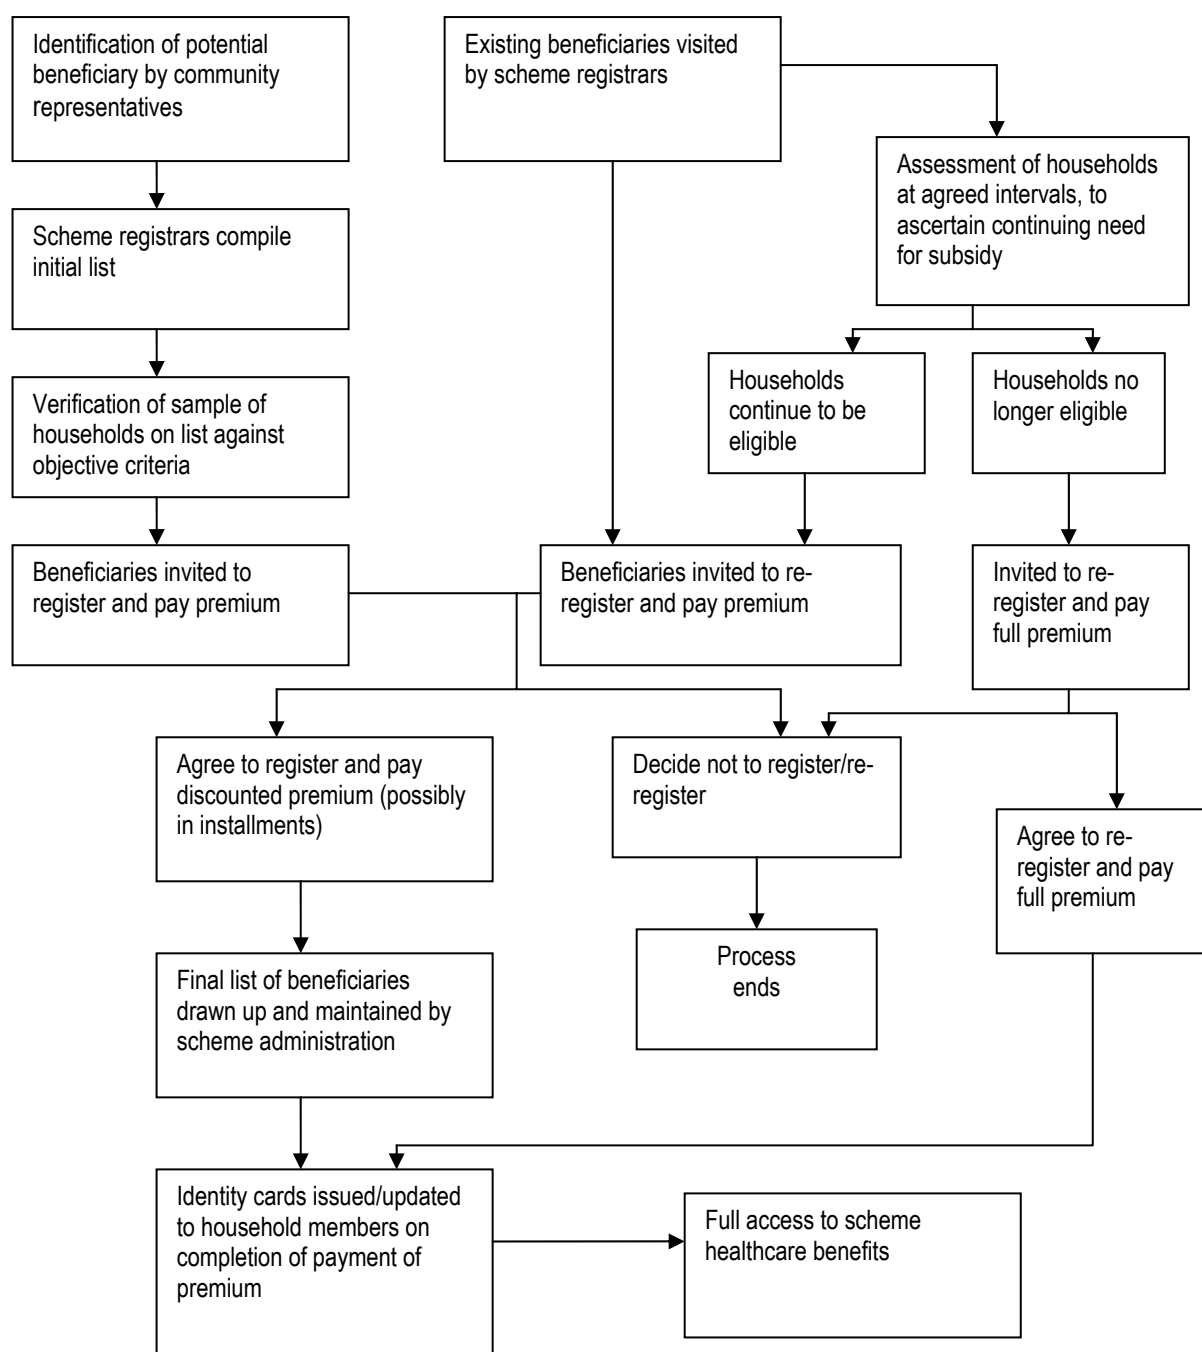 Identification of potential
beneficiary by community
representatives
Existing beneficiaries visited
by scheme registrars
Assessment of households
at agreed intervals, to
ascertain continuing need
for subsidy
Scheme registrars compile
initial list
Households
continue to be
eligible
Households no
longer eligible
Verification of sample of
households on list against
objective criteria
Beneficiaries invited to
register and pay premium
Beneficiaries invited to re-
register and pay premium
Invited to re-
register and pay
full premium
Agree to register and pay
discounted premium (possibly
in installments)
Decide not to register/re-
register
Agree to re-
register and pay
full premium
Process
ends
Final list of beneficiaries
drawn up and maintained by
scheme administration
Identity cards issued/updated
to household members on
completion of payment of
premium
Full access to scheme
healthcare benefits